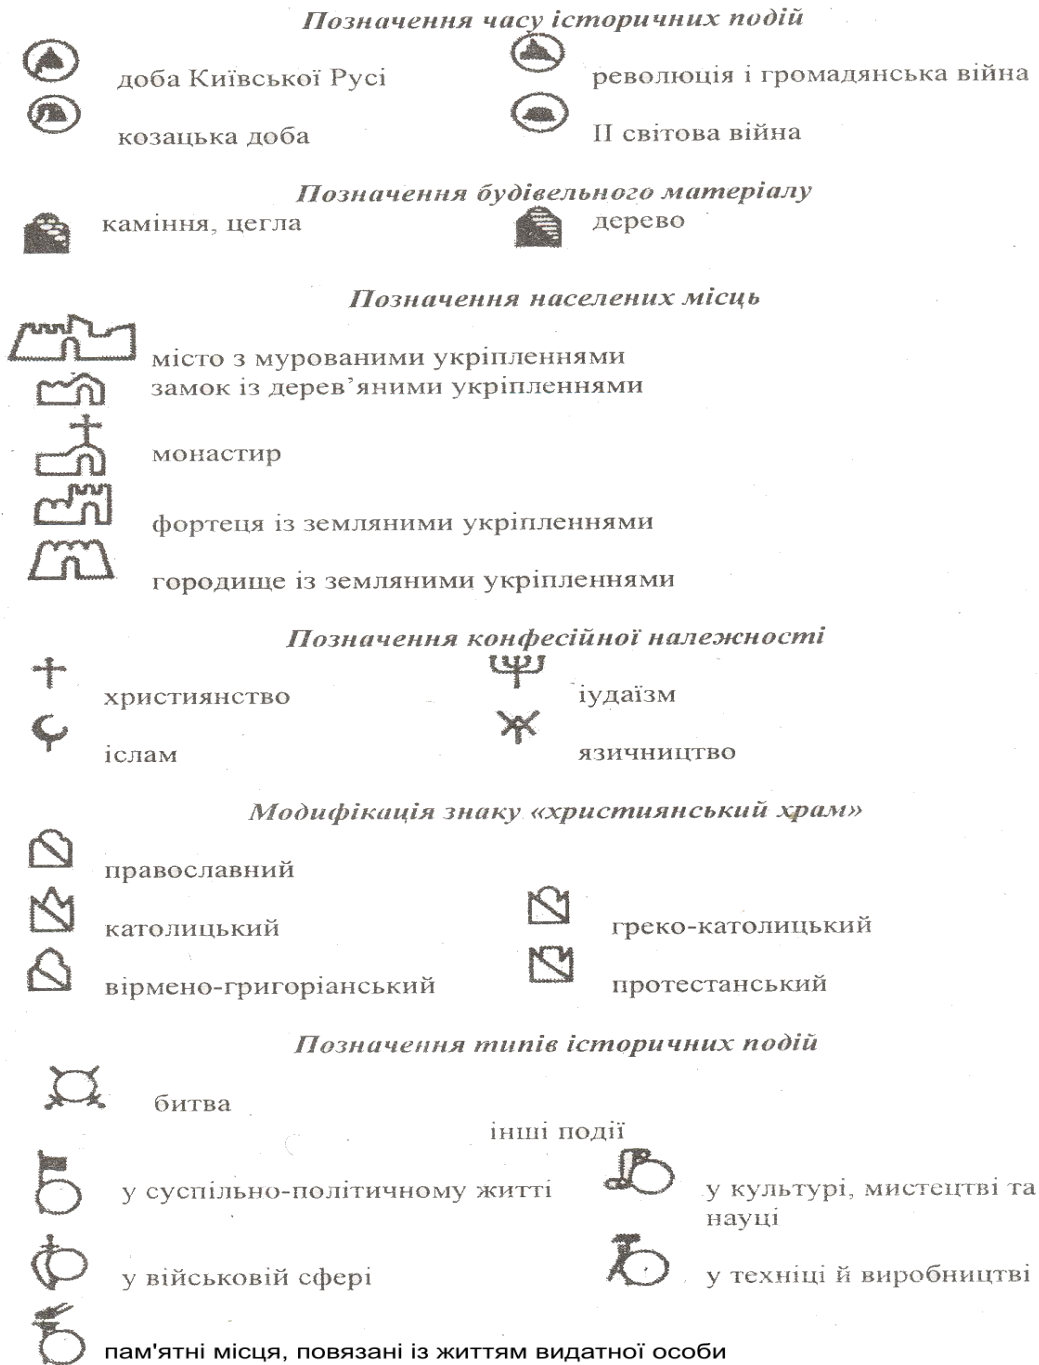 Позначення часу історичних подій
доба Київської Русі
революція і громадянська війна
козацька доба
ІІ світова війна
Позначення будівельного матеріалу
каміння, цегла
дерево
Позначення населених місць
місто з мурованими укріпленнями
замок із дерев’яними укріпленнями
монастир
фортеця із земляними укріпленнями
городище із земляними укріпленнями
Позначення конфесійної належності
християнство
іудаїзм
іслам
язичництво
Модифікація знаку «християнський храм»
православний
католицький
греко-католицький
вірмено-григоріанський
протестанський
Позначення типів історичних подій
битва
інші події
у суспільно-політичному житті
у культурі, мистецтві та
науці
у військовій сфері
у техніці й виробництві
пам'ятні місця, повязані із життям видатної особи